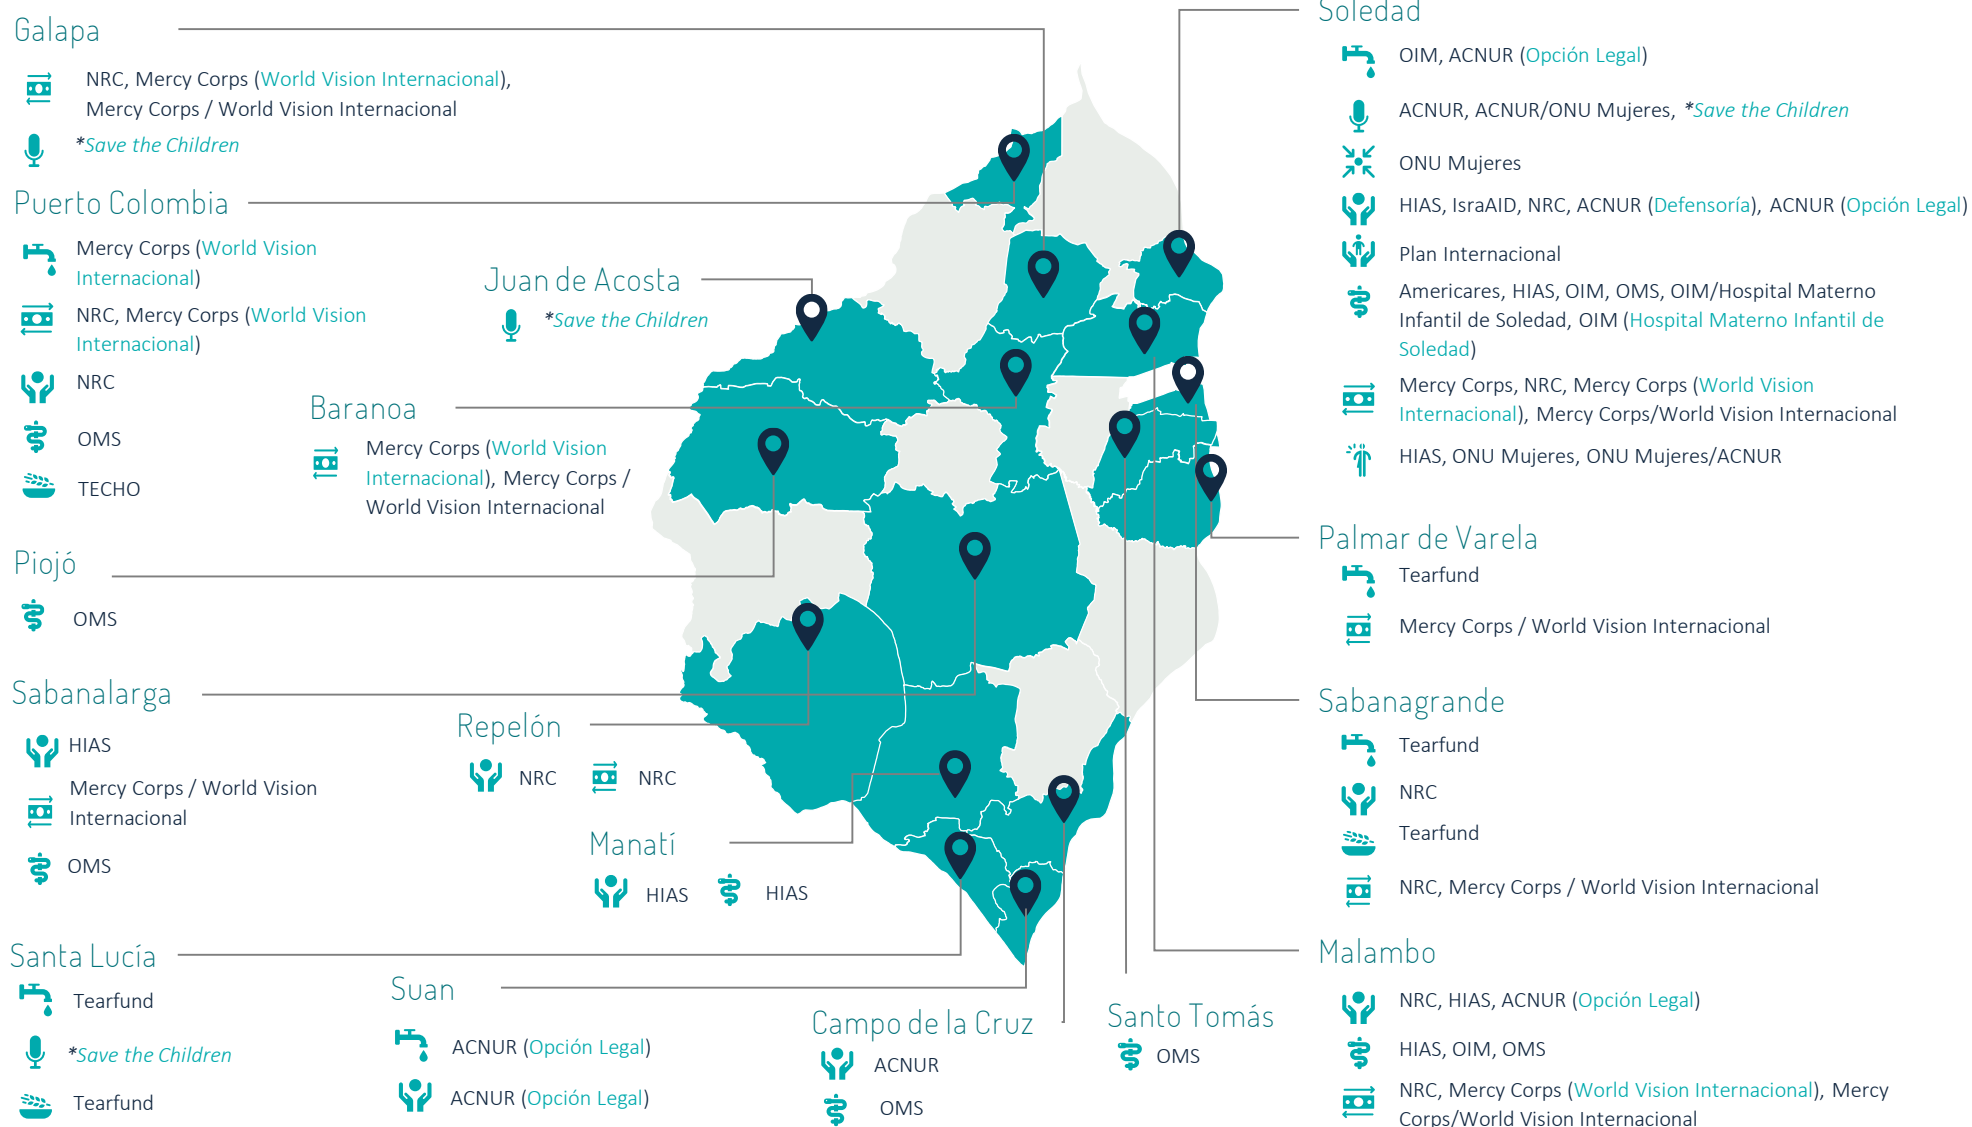 Galapa
NRC, Mercy Corps (World Vision Internacional),
Mercy Corps / World Vision Internacional
*Save the Children
Puerto Colombia
Mercy Corps (World Vision
Internacional)
NRC, Mercy Corps (World Vision
Internacional)
NRC
OMS
TECHO
Juan de Acosta
*Save the Children
Baranoa
Mercy Corps (World Vision
Internacional), Mercy Corps /
World Vision Internacional
Piojó
OMS
Sabanalarga
HIAS
Mercy Corps / World Vision
Internacional
OMS
Repelón
NRC
NRC
Manatí
HIAS
HIAS
Santa Lucía
Tearfund
*Save the Children
Tearfund
Suan
ACNUR (Opción Legal)
ACNUR (Opción Legal)
Campo de la Cruz
ACNUR
OMS
Santo Tomás
OMS
Soledad
OIM, ACNUR (Opción Legal)
ACNUR, ACNUR/ONU Mujeres, *Save the Children
ONU Mujeres
HIAS, IsraAID, NRC, ACNUR (Defensoría), ACNUR (Opción Legal)
Plan Internacional
Americares, HIAS, OIM, OMS, OIM/Hospital Materno
Infantil de Soledad, OIM (Hospital Materno Infantil de
Soledad)
Mercy Corps, NRC, Mercy Corps (World Vision
Internacional), Mercy Corps/World Vision Internacional
HIAS, ONU Mujeres, ONU Mujeres/ACNUR
Palmar de Varela
Tearfund
Mercy Corps / World Vision Internacional
Sabanagrande
Tearfund
NRC
Tearfund
NRC, Mercy Corps / World Vision Internacional
Malambo
NRC, HIAS, ACNUR (Opción Legal)
HIAS, OIM, OMS
NRC, Mercy Corps (World Vision Internacional), Mercy
Corps/World Vision Internacional